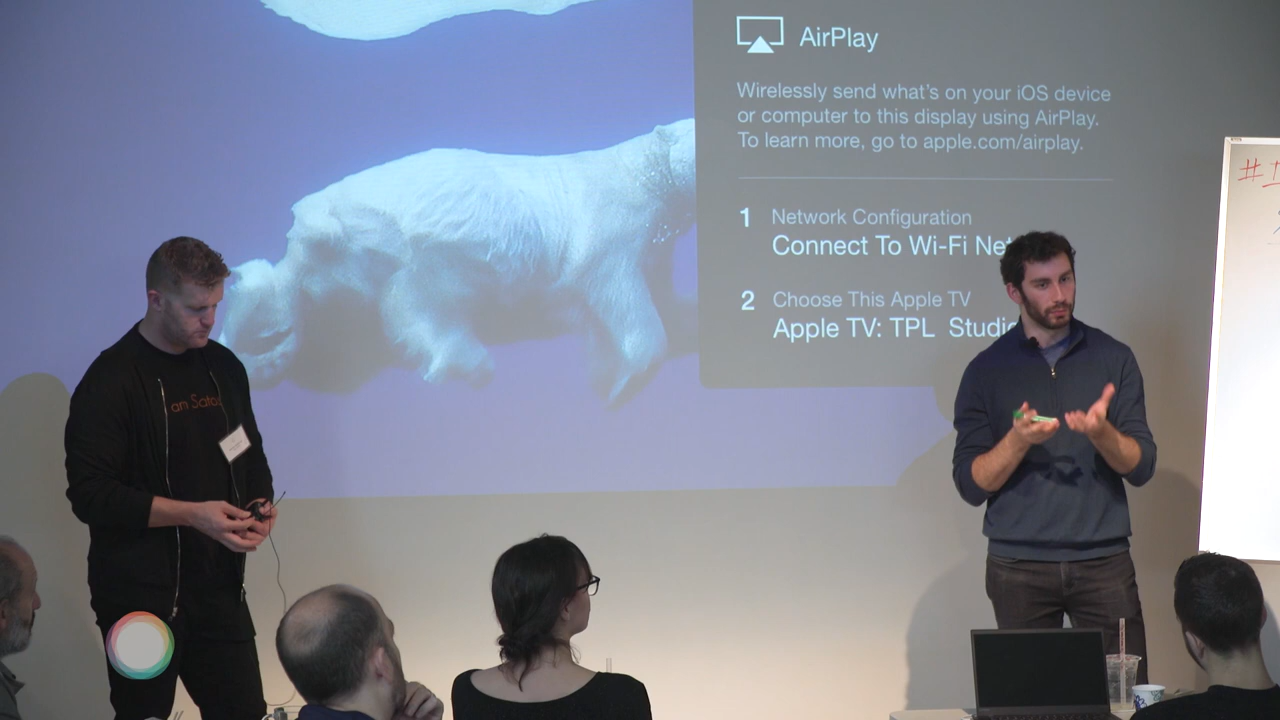 AirPlay
Wirelessly send what's on your iOS device
or computer to this display using AirPlay.
To learn more, go to apple.com/airplay.
1 Network Configuration
Connect To Wi-Fi
2 Choose This Apple TV
Apple TV: TPL
am
#